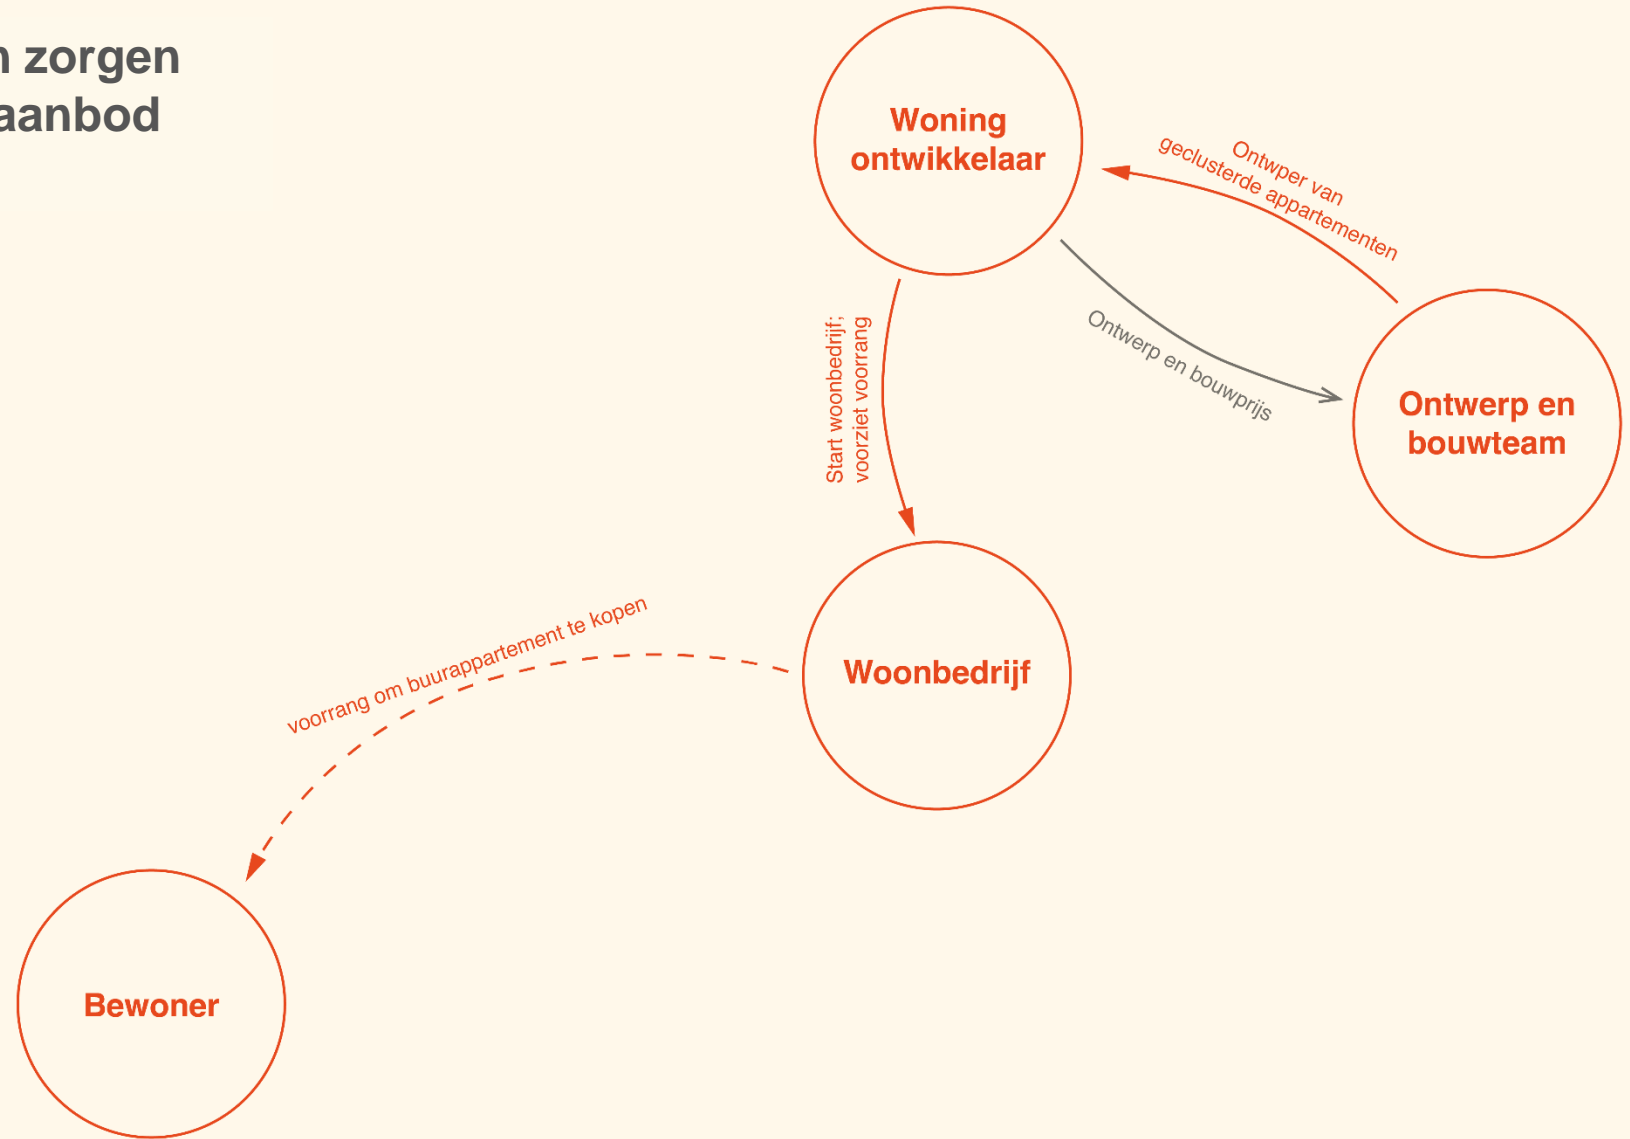 n zorgen
aanbod
Woning
ontwikkelaar
Ontwper van
geclusterde appartementen
Ontwerp en bouwprijs
Start woonbedrijf;
voorziet voorrang
Ontwerp en
bouwteam
voorrang om buurappartement te kopen
Woonbedrijf
Bewoner